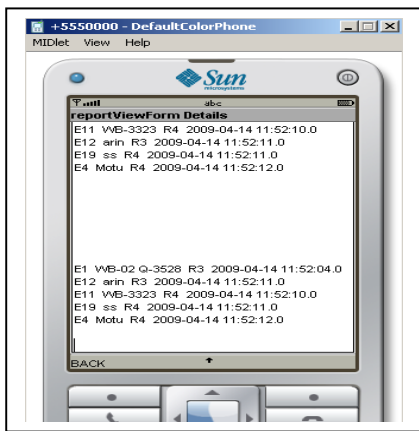 +5550000 - DefaultColorPhone
MIDlet View Help
Sun
microsystems
abc
reportViewForm Details
E11 WB-3323 R4 2009-04-14 11:52:10.0
E12 arin R3 2009-04-14 11:52:11.0
E19 ss R4 2009-04-14 11:52:11.0
E4 Motu R4 2009-04-14 11:52:12.0
E1 WB-02 Q-3528 R3 2009-04-14 11:52:04.0
E12 arin R3 2009-04-14 11:52:11.0
E11 WB-3323 R4 2009-04-14 11:52:10.0
E19 ss R4 2009-04-14 11:52:11.0
E4 Motu R4 2009-04-14 11:52:12.0
BACK